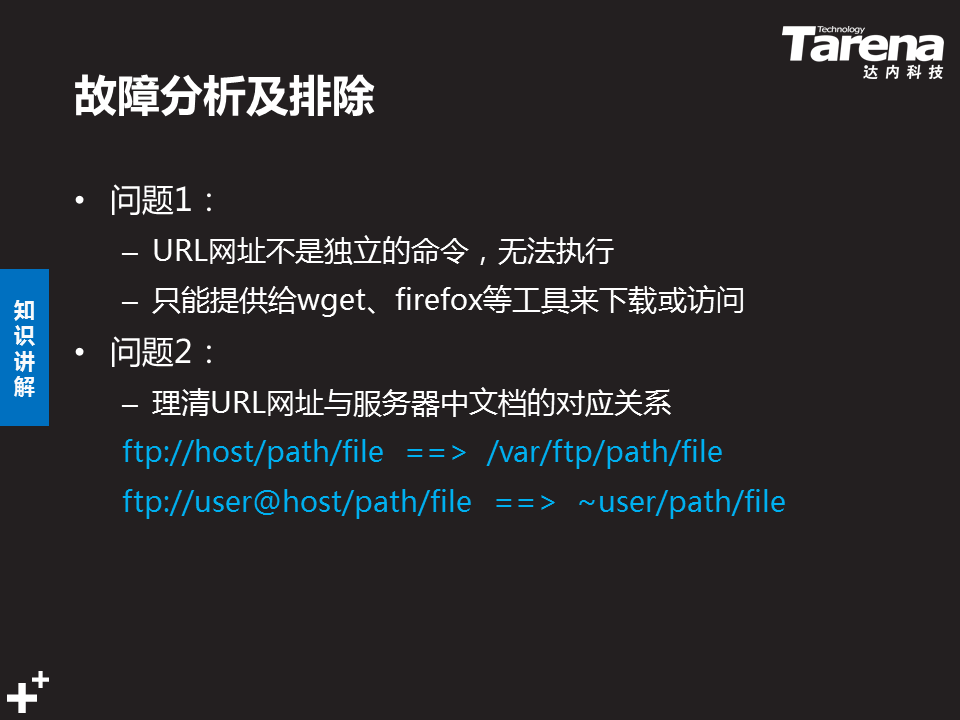 Technology
Tarena
达内科技
故障分析及排除
• 问题1：
– URL网址不是独立的命令，无法执行
– 只能提供给wget、firefox等工具来下载或访问
• 问题2：
– 理清URL网址与服务器中文档的对应关系
ftp://host/path/file ==> /var/ftp/path/file
ftp://user@host/path/file ==> ~user/path/file
知识讲解